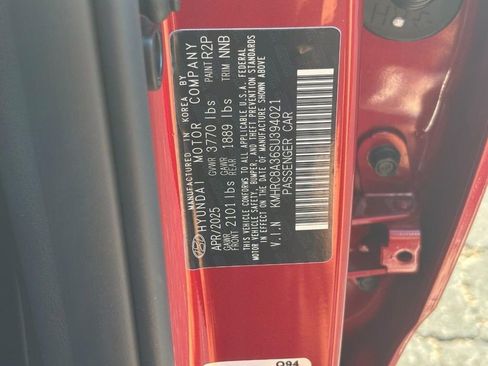 MANUFACTURED IN KOREA BY
HYUNDAI MOTOR COMPANY
APR/2025 GVWR 3770 lbs PAINT R2P
GAWR FRONT 2101 lbs GAWR REAR 1889 lbs TRIM NNB
THIS VEHICLE CONFORMS TO ALL APPLICABLE U.S.A. FEDERAL
MOTOR VEHICLE SAFETY, BUMPER, AND THEFT PREVENTION STANDARDS
IN EFFECT ON THE DATE OF MANUFACTURE SHOWN ABOVE
V.I.N KMHRC8A36SU394021
PASSENGER CAR
094